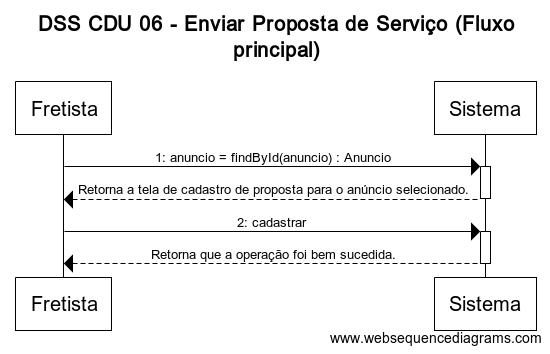 DSS CDU 06 - Enviar Proposta de Serviço (Fluxo
principal)
Fretista
Sistema
1: anuncio = findById(anuncio) : Anuncio
Retorna a tela de cadastro de proposta para o anúncio selecionado.
2: cadastrar
Retorna que a operação foi bem sucedida.
Fretista
Sistema
www.websequencediagrams.com